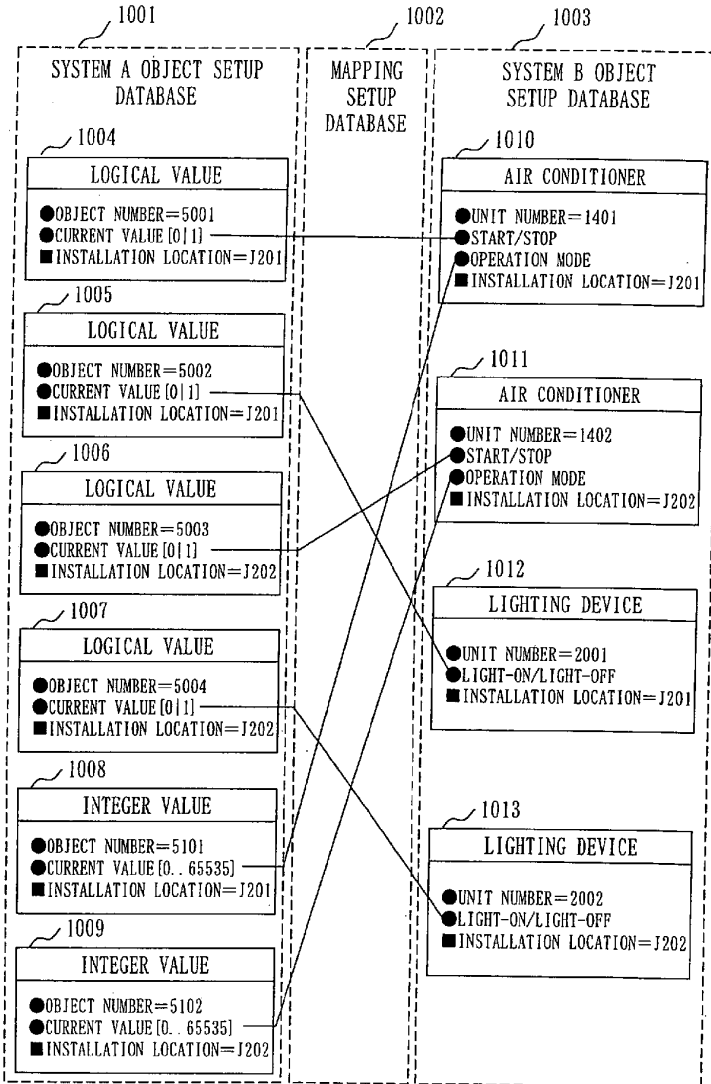 1001
1002
1003
SYSTEM A OBJECT SETUP
DATABASE
MAPPING
SETUP
DATABASE
SYSTEM B OBJECT
SETUP DATABASE
1004
LOGICAL VALUE
●OBJECT NUMBER=5001
●CURRENT VALUE[0|1]
■INSTALLATION LOCATION=J201
1005
LOGICAL VALUE
●OBJECT NUMBER=5002
●CURRENT VALUE[0|1]
■INSTALLATION LOCATION=J201
1006
LOGICAL VALUE
●OBJECT NUMBER=5003
●CURRENT VALUE[0|1]
■INSTALLATION LOCATION=J202
1007
LOGICAL VALUE
●OBJECT NUMBER=5004
●CURRENT VALUE[0|1]
■INSTALLATION LOCATION=J202
1008
INTEGER VALUE
●OBJECT NUMBER=5101
●CURRENT VALUE[0..65535]
■INSTALLATION LOCATION=J201
1009
INTEGER VALUE
●OBJECT NUMBER=5102
●CURRENT VALUE[0..65535]
■INSTALLATION LOCATION=J202
1010
AIR CONDITIONER
●UNIT NUMBER=1401
●START/STOP
●OPERATION MODE
■INSTALLATION LOCATION=J201
1011
AIR CONDITIONER
●UNIT NUMBER=1402
●START/STOP
●OPERATION MODE
■INSTALLATION LOCATION=J202
1012
LIGHTING DEVICE
●UNIT NUMBER=2001
●LIGHT-ON/LIGHT-OFF
■INSTALLATION LOCATION=J201
1013
LIGHTING DEVICE
●UNIT NUMBER=2002
●LIGHT-ON/LIGHT-OFF
■INSTALLATION LOCATION=J202